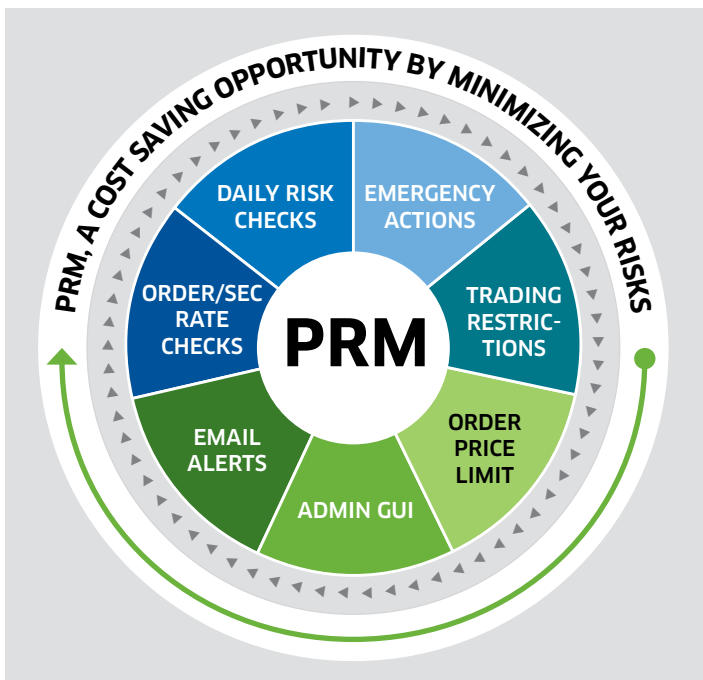 PRM, A COST SAVING OPPORTUNITY BY MINIMIZING YOUR RISKS
DAILY RISK
CHECKS
EMERGENCY
ACTIONS
ORDER/SEC
RATE
CHECKS
PRM
TRADING
RESTRIC-
TIONS
EMAIL
ALERTS
ORDER
PRICE
LIMIT
ADMIN GUI